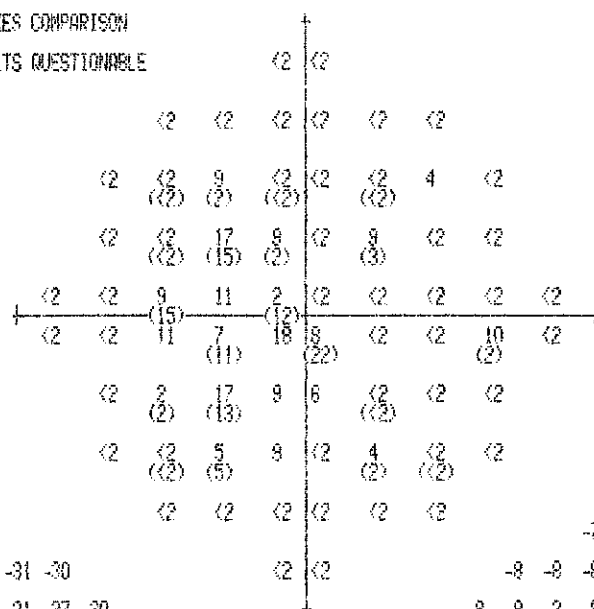 ES COMPARISON
TS QUESTIONABLE <2 <2
<2 <2 <2 <2 <2 <2
<2 <2 9 <2 <2 <2 4 <2
(<2) (2) (<2) (<2)
<2 <2 17 9 <2 9 <2 <2
(<2) (15) (2) (3)
<2 <2 9 11 2 <2 <2 <2 <2 <2
(15) (12)
<2 <2 11 7 18 8 <2 <2 10 <2
(11) (22) (2)
<2 2 17 9 6 <2 <2 <2
(2) (13) (<2)
<2 <2 5 9 <2 4 <2 <2
(<2) (5) (2) (<2)
<2 <2 <2 <2 <2 <2
-31 -30 <2 <2 -8 -8